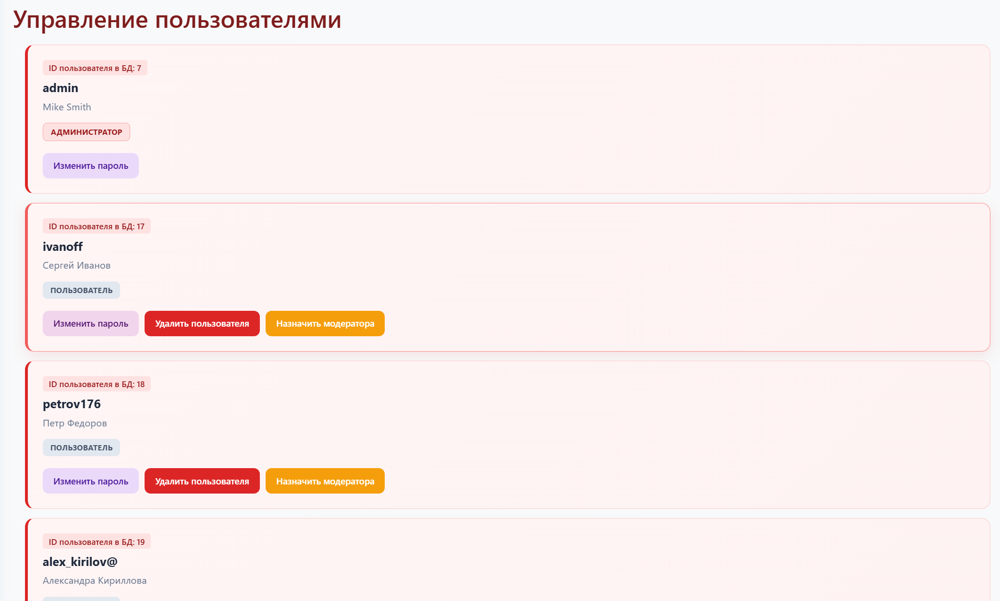 Управление пользователями
ID пользователя в БД: 7
admin
Mike Smith
АДМИНИСТРАТОР
Изменить пароль
ID пользователя в БД: 17
ivanoff
Сергей Иванов
ПОЛЬЗОВАТЕЛЬ
Изменить пароль Удалить пользователя Назначить модератора
ID пользователя в БД: 18
petrov176
Петр Федоров
ПОЛЬЗОВАТЕЛЬ
Изменить пароль Удалить пользователя Назначить модератора
ID пользователя в БД: 19
alex_kirilov@
Александра Кириллова